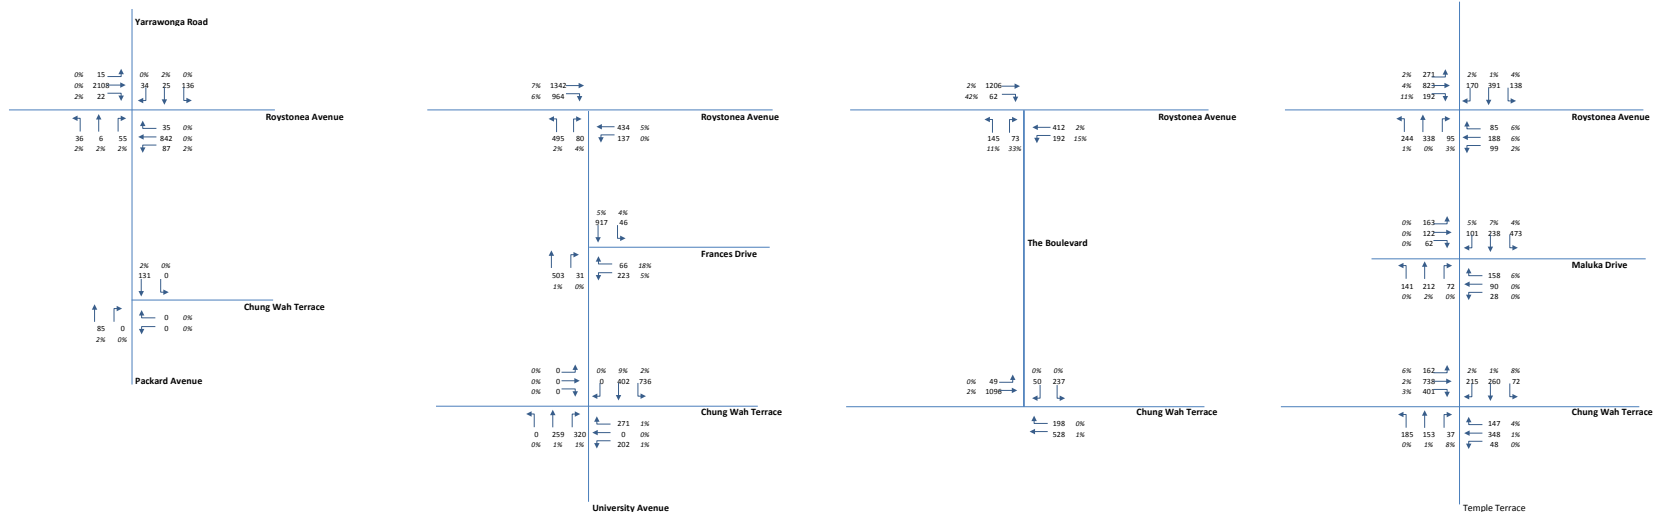 Yarrawonga Road
0% 15 0% 2% 0%
0% 2108 34 25 136
2% 22
Roystonea Avenue
35 0%
36 6 55 842 0%
2% 2% 2% 87 2%
2% 0%
131 0
Chung Wah Terrace
0 0%
85 0 0 0%
2% 0%
Packard Avenue
7% 1342
6% 964
Roystonea Avenue
434 5%
495 80 137 0%
2% 4%
5% 4%
917 46
Frances Drive
66 18%
503 31 223 5%
1% 0%
0% 0 0% 9% 2%
0% 0 0 402 736
0% 0
Chung Wah Terrace
271 1%
0 259 320 0 0%
0% 1% 1% 202 1%
University Avenue
2% 1206
42% 62
Roystonea Avenue
412 2%
145 73 192 15%
11% 33%
The Boulevard
0% 0%
0% 49 50 237
2% 1096
Chung Wah Terrace
198 0%
528 1%
2% 271 2% 1% 4%
4% 823 170 391 138
11% 192
Roystonea Avenue
85 6%
244 338 95 188 6%
1% 0% 3% 99 2%
0% 163 5% 7% 4%
0% 122 101 238 473
0% 62
Maluka Drive
158 6%
141 212 72 90 0%
0% 2% 0% 28 0%
6% 162 2% 1% 8%
2% 738 215 260 72
3% 401
Chung Wah Terrace
147 4%
185 153 37 348 1%
0% 1% 8% 48 0%
Temple Terrace